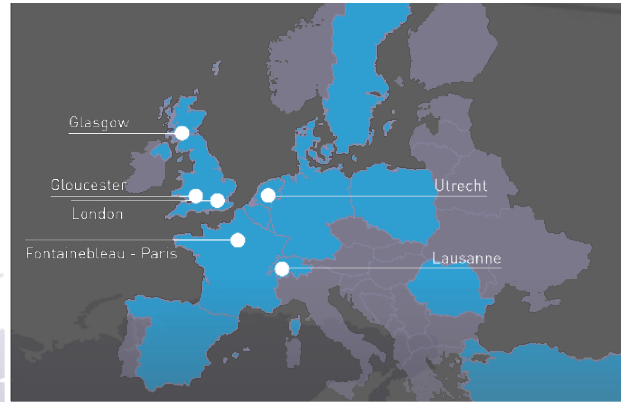 Glasgow
Gloucester
Utrecht
London
Fontainebleau - Paris
Lausanne